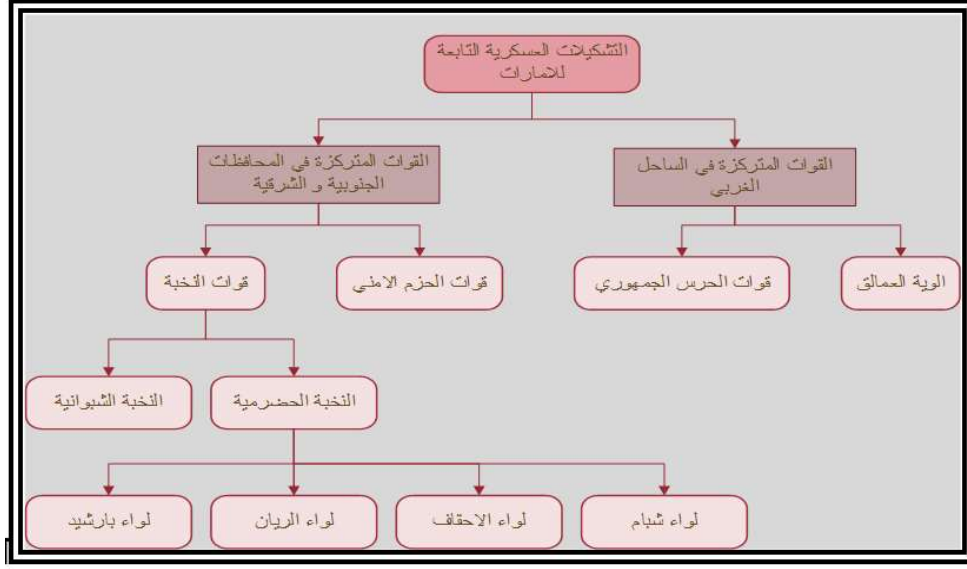 التشكيلات العسكرية التابعة
للامارات
القوات المتركزة في الساحل
الغربي
القوات المتركزة في المحافظات
الجنوبية و الشرقية
الوية العمالق
قوات الحرس الجمهوري
قوات الحزم الامني
قوات النخبة
النخبة الحضرمية
النخبة الشبوانية
لواء شبام
لواء الاحقاف
لواء الريان
لواء بارشيد